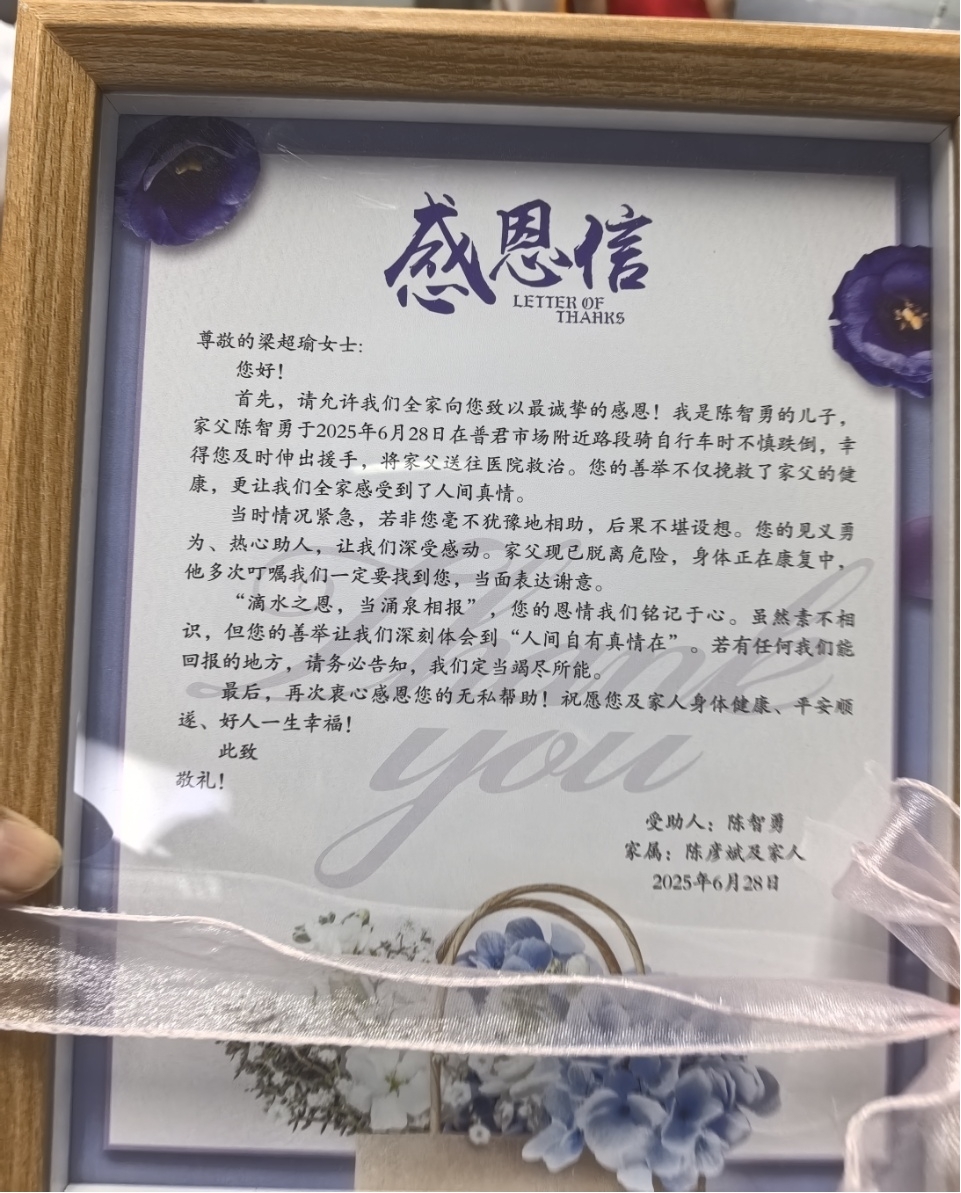 感恩信
LETTER OF
THANKS
尊敬的梁超瑜女士：
您好！
首先，请允许我们全家向您致以最诚挚的感恩！我是陈智勇的儿子，
家父陈智勇于2025年6月28日在普君市场附近路段骑自行车时不慎跌倒，幸
得您及时伸出援手，将家父送往医院救治。您的善举不仅挽救了家父的健
康，更让我们全家感受到了人间真情。
当时情况紧急，若非您毫不犹豫地相助，后果不堪设想。您的见义勇
为、热心助人，让我们深受感动。家父现已脱离危险，身体正在康复中，
他多次叮嘱我们一定要找到您，当面表达谢意。
“滴水之恩，当涌泉相报”，您的恩情我们铭记于心。虽然素不相
识，但您的善举让我们深刻体会到“人间自有真情在”。若有任何我们能
回报的地方，请务必告知，我们定当竭尽所能。
最后，再次衷心感恩您的无私帮助！祝愿您及家人身体健康、平安顺
遂、好人一生幸福！
此致
敬礼！
Thank
you
受助人：陈智勇
家属：陈彦斌及家人
2025年6月28日